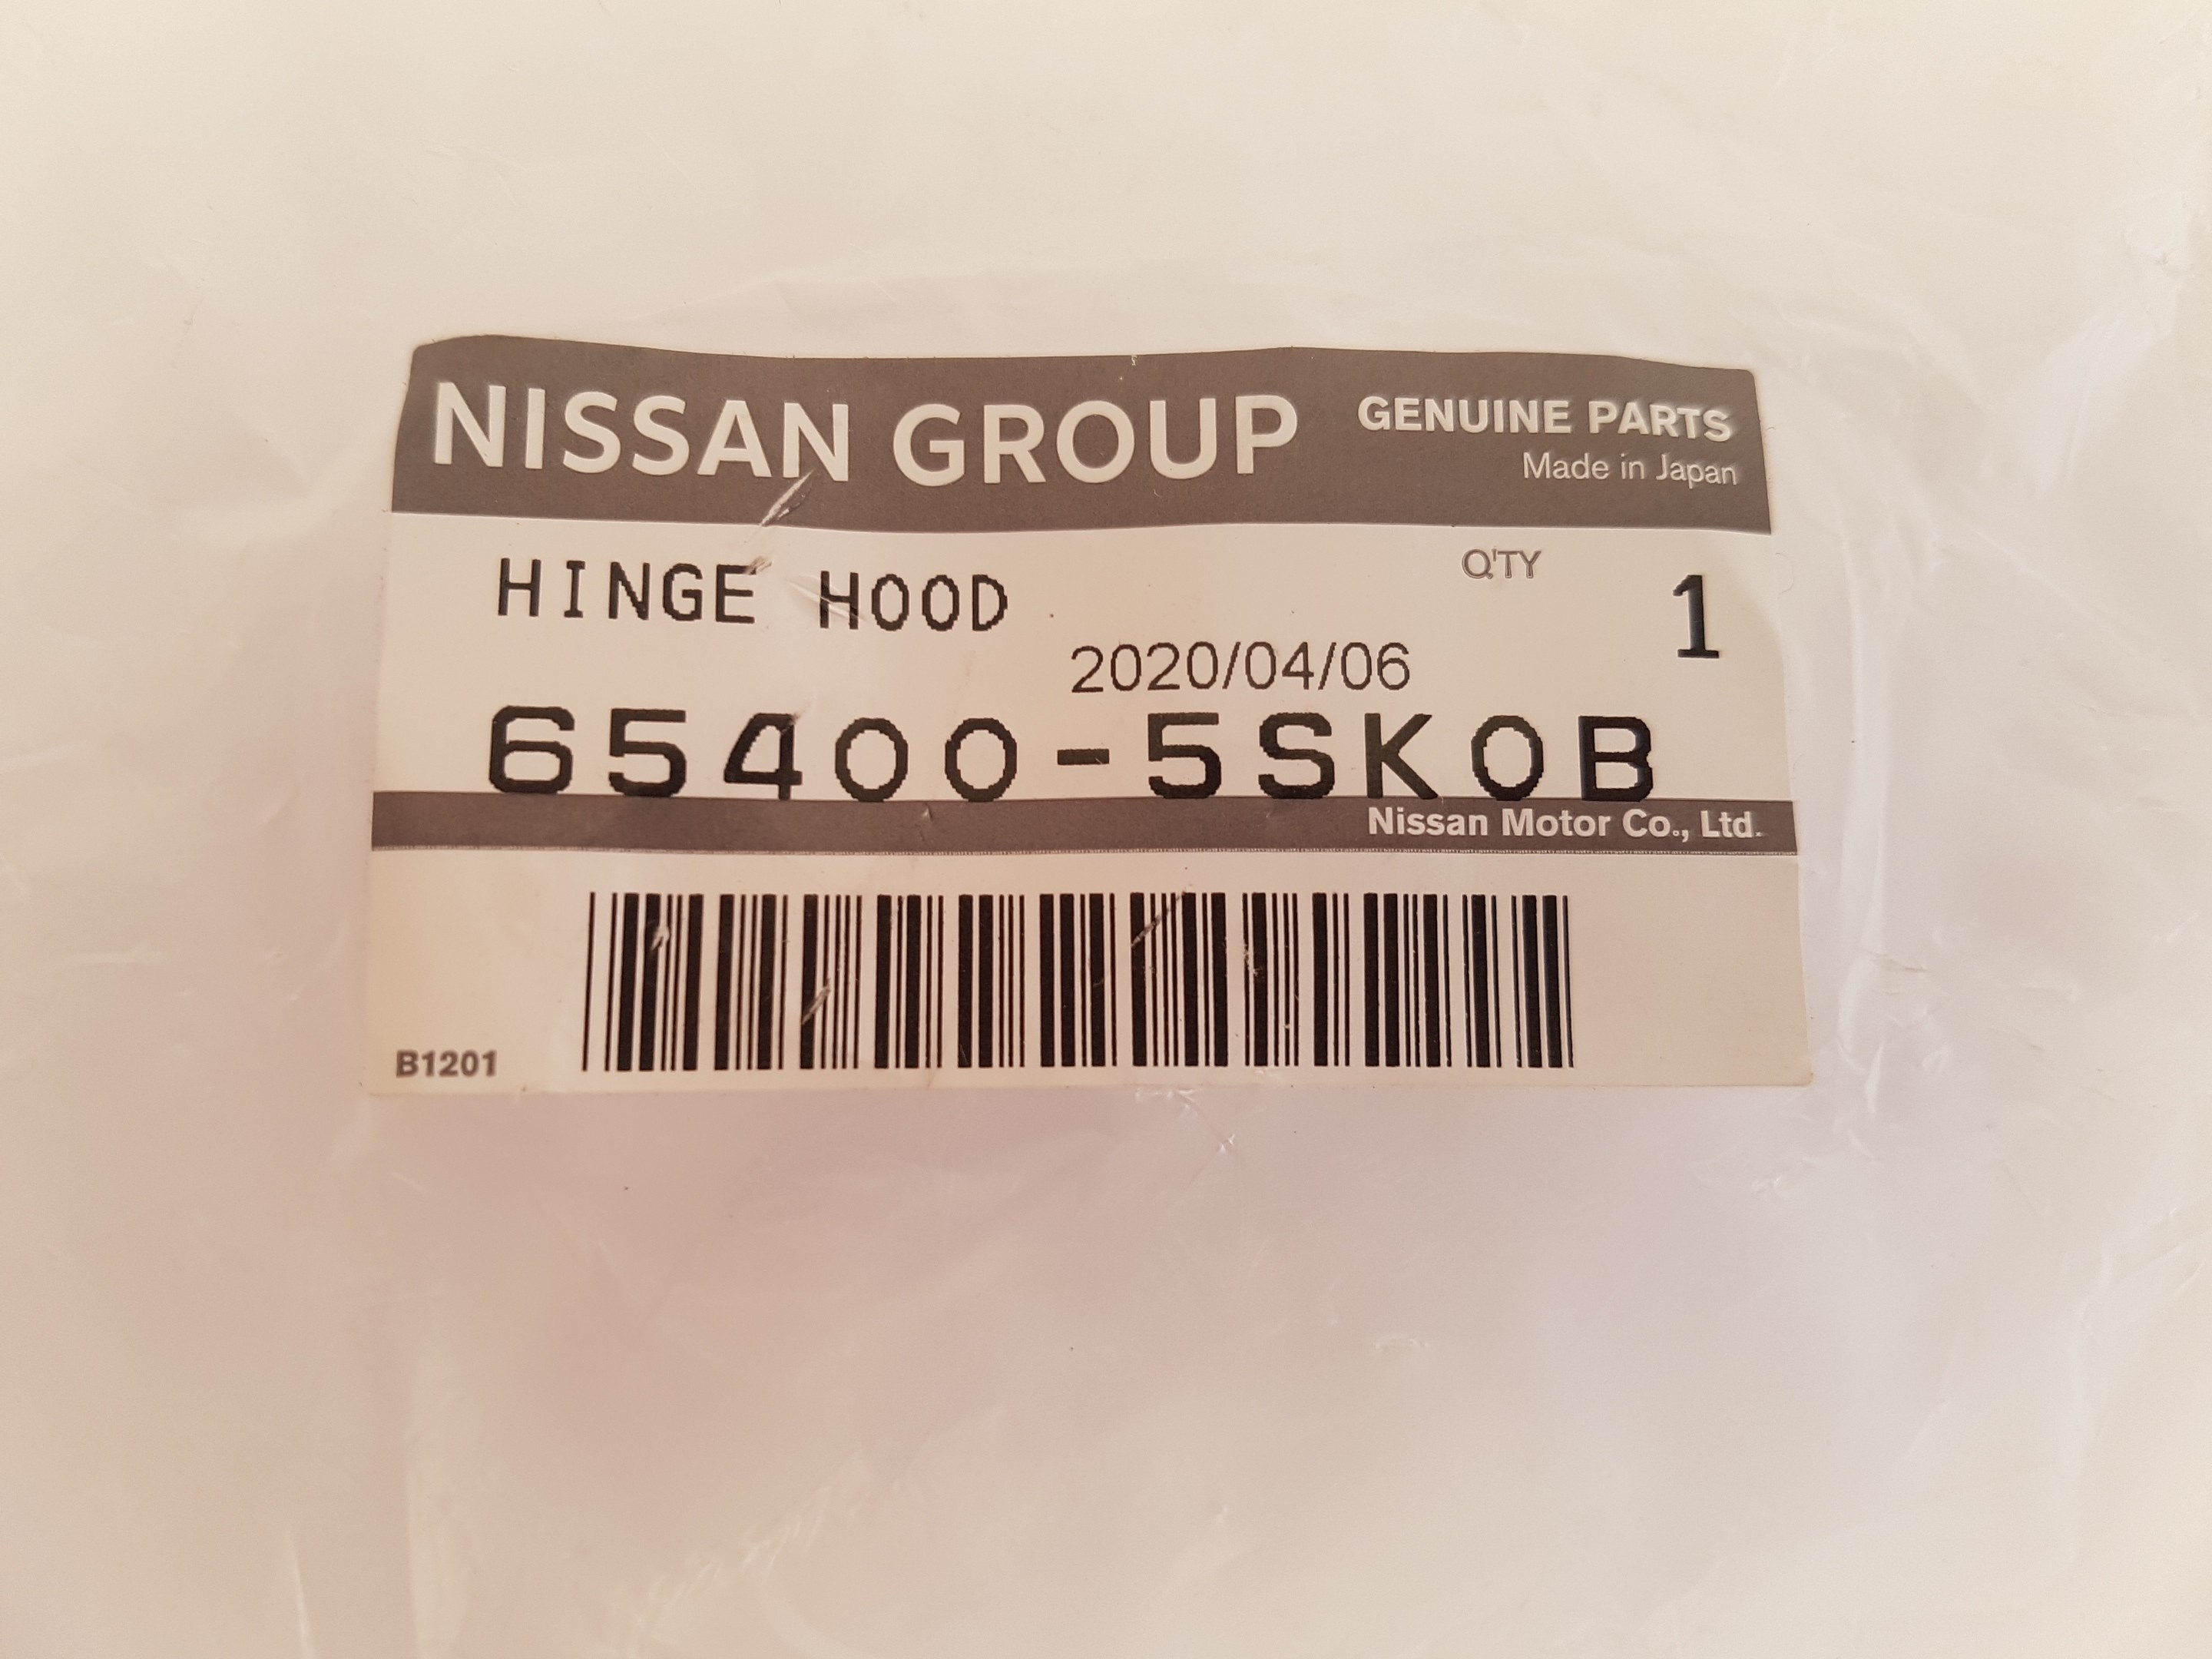 NISSAN GROUP GENUINE PARTS
Made in Japan
HINGE HOOD Q'TY 1
2020/04/06
65400-5SK0B
Nissan Motor Co., Ltd.
B1201